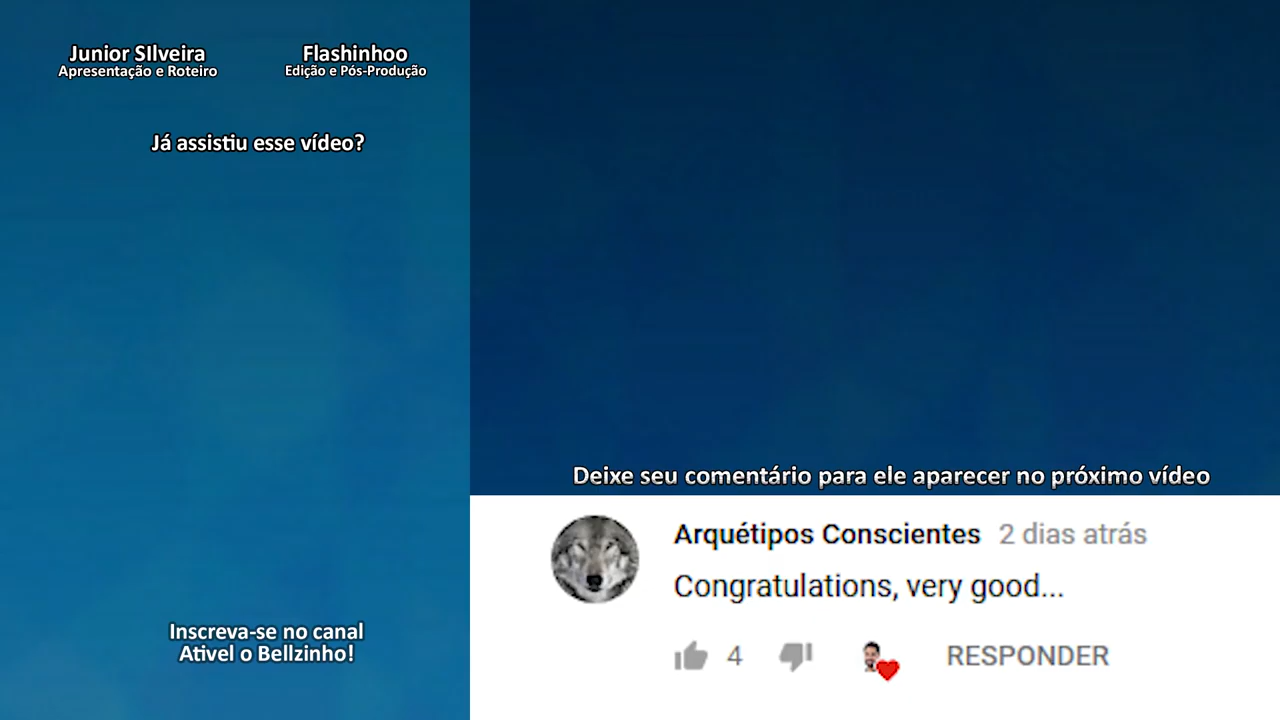 Junior SIlveira
Apresentação e Roteiro
Flashinhoo
Edição e Pós-Produção
Já assistiu esse vídeo?
Inscreva-se no canal
Ativel o Bellzinho!
Deixe seu comentário para ele aparecer no próximo vídeo
Arquétipos Conscientes 2 dias atrás
Congratulations, very good...
4 RESPONDER